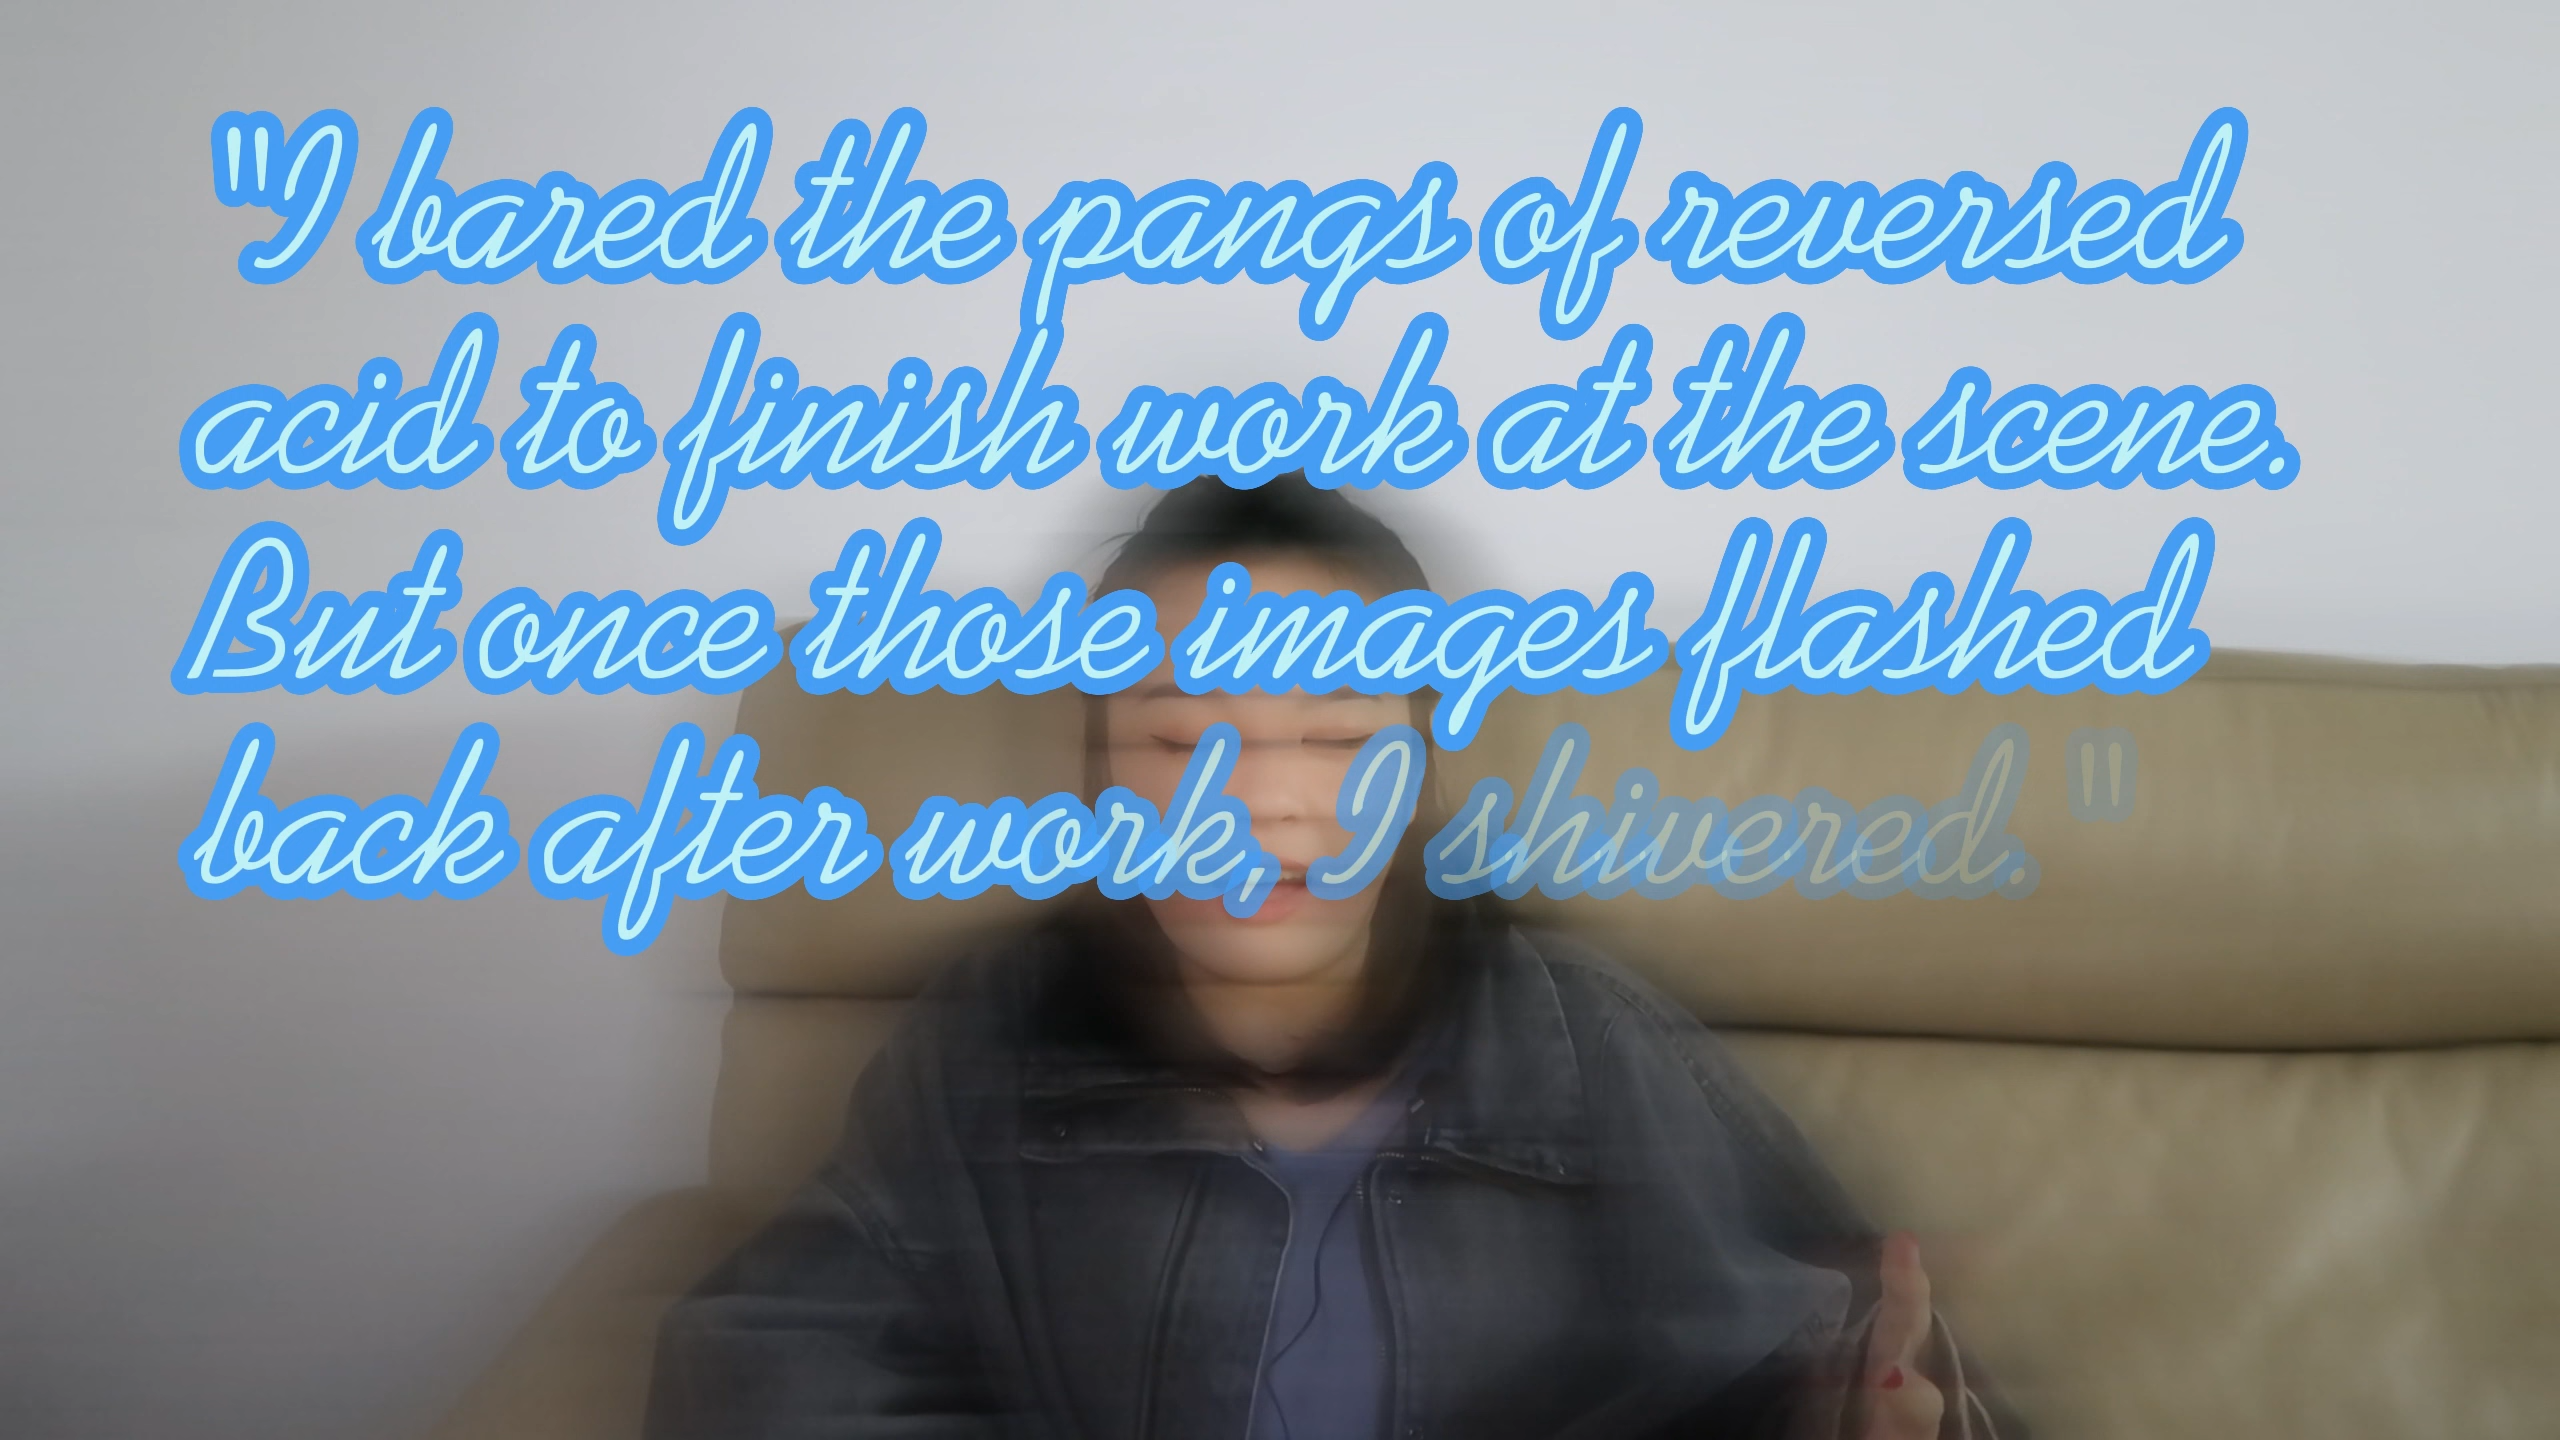 "I bared the pangs of reversed
acid to finish work at the scene.
But once those images flashed
back after work, I shivered. "